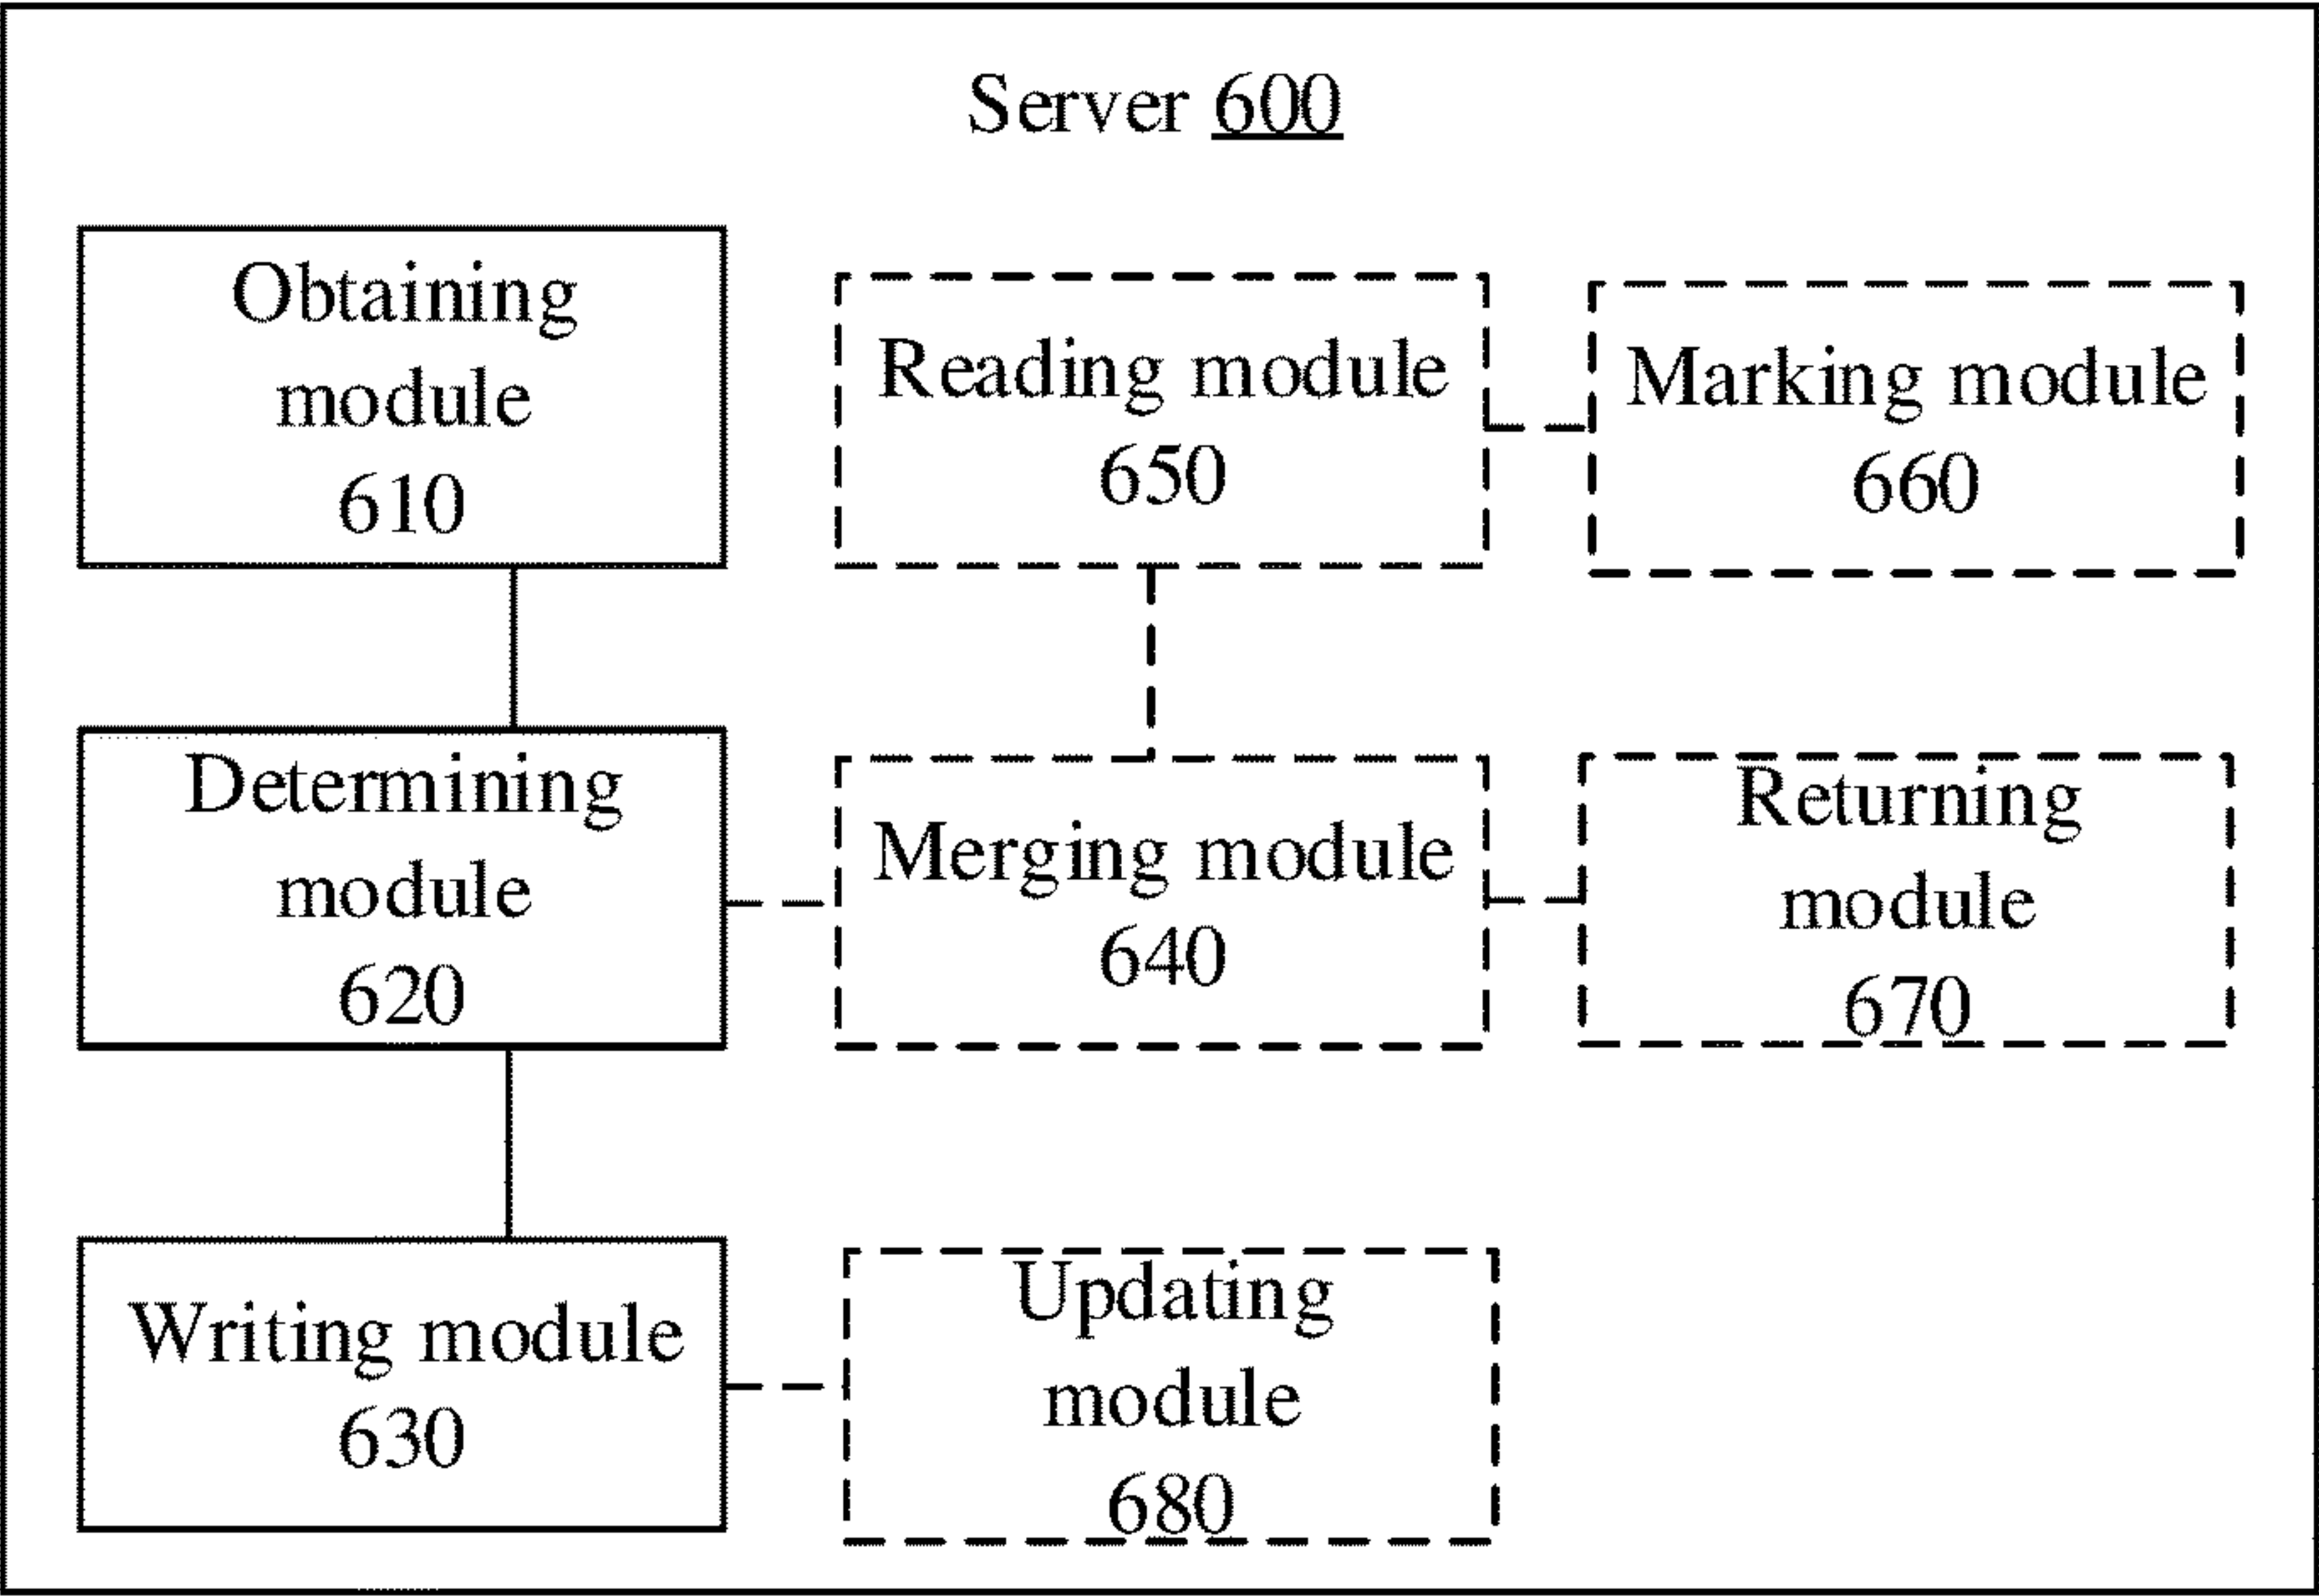 Server 600
Obtaining
module
610
Reading module
650
Marking module
660
Determining
module
620
Merging module
640
Returning
module
670
Writing module
630
Updating
module
680